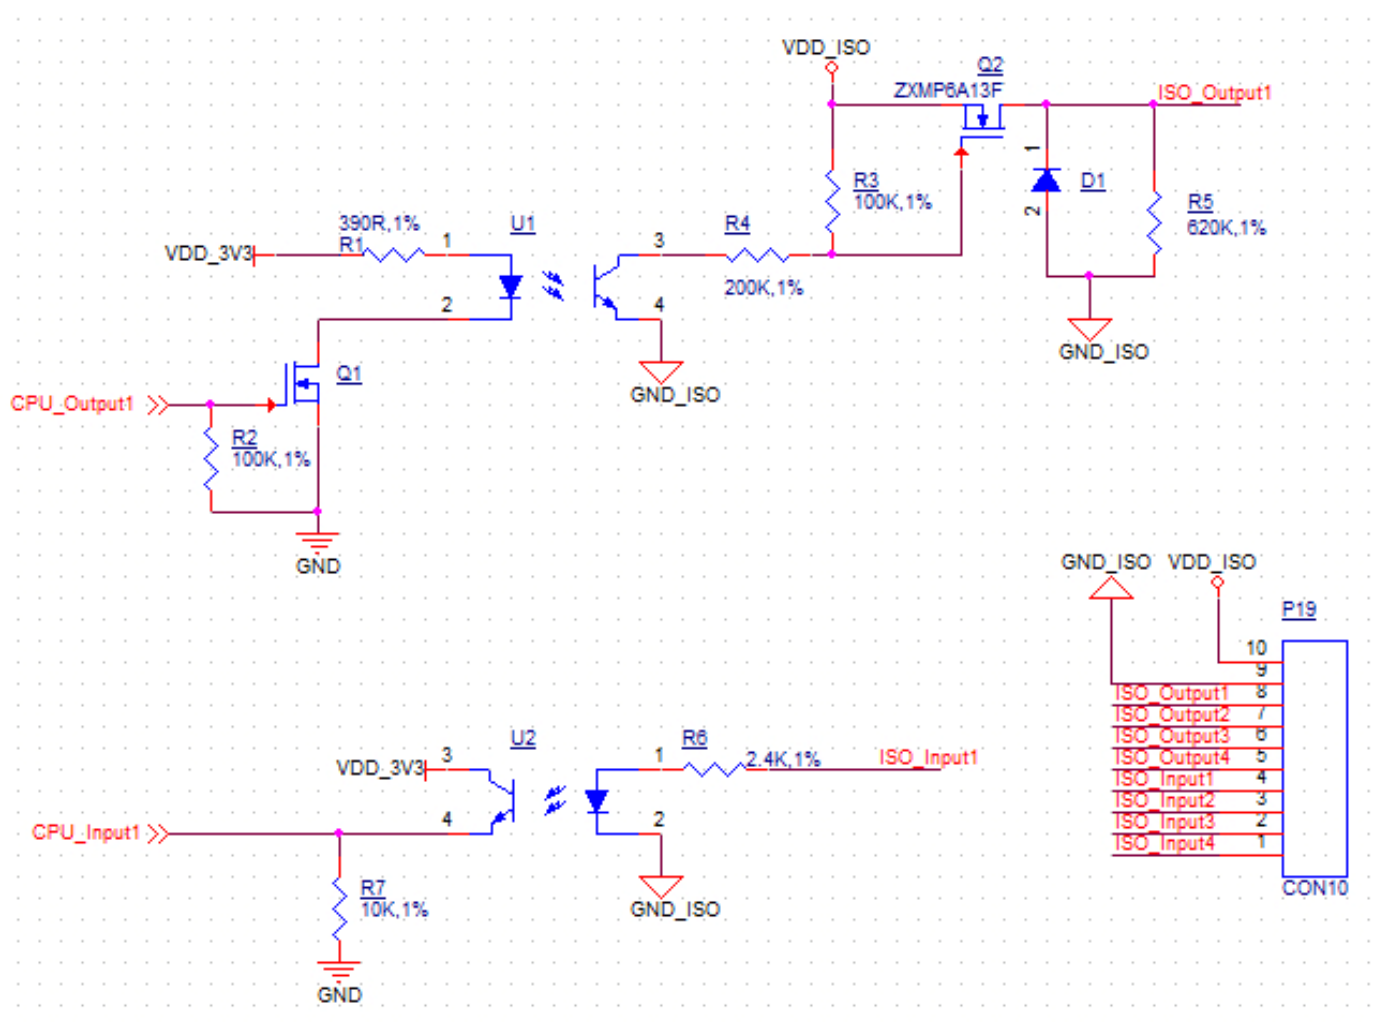 VDD_ISO
Q2
ZXMP6A13F
ISO_Output1
1
D1
2
R3
100K,1%
R5
620K,1%
390R,1%
R1
VDD_3V3
1
U1
3
R4
200K,1%
2
4
GND_ISO
GND_ISO
Q1
CPU_Output1
R2
100K,1%
GND
GND_ISO
VDD_ISO
P19
10
9
ISO_Output1 8
ISO_Output2 7
ISO_Output3 6
ISO_Output4 5
ISO_Input1 4
ISO_Input2 3
ISO_Input3 2
ISO_Input4 1
CON10
U2
VDD_3V3
3
1
R6
2.4K,1%
ISO_Input1
4
2
CPU_Input1
R7
10K,1%
GND_ISO
GND